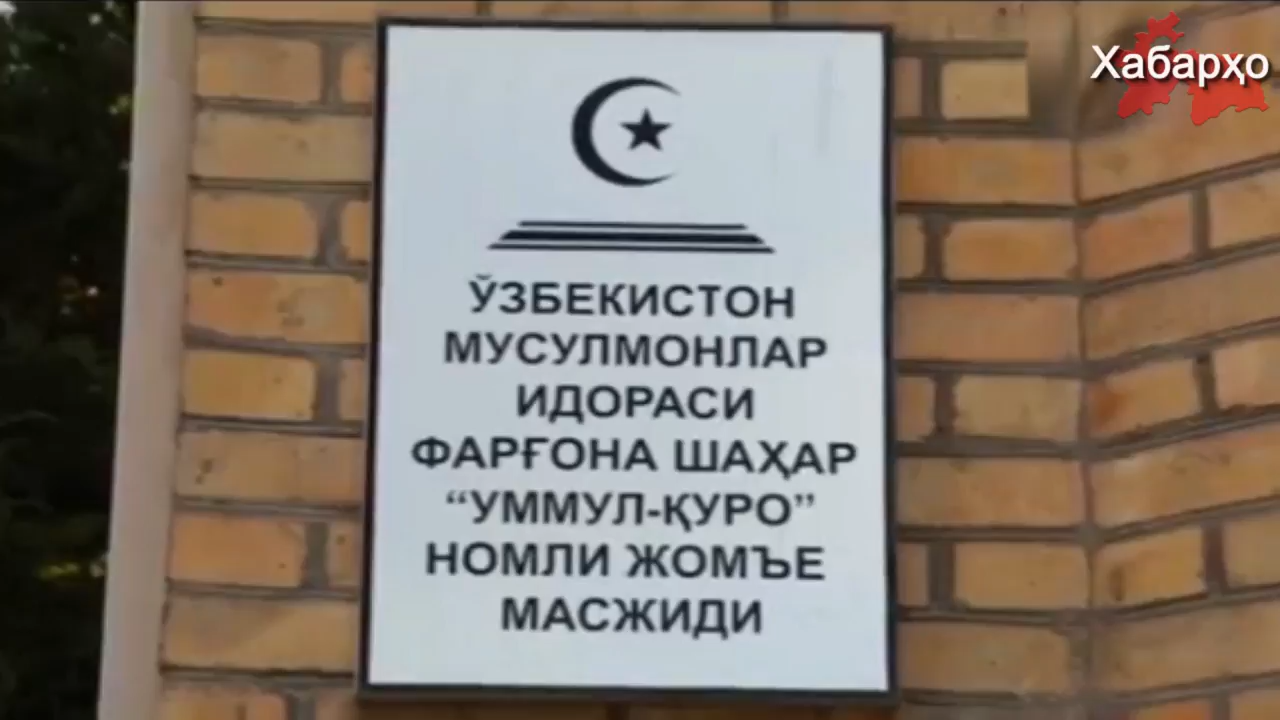 Хабарҳо
ЎЗБЕКИСТОН
МУСУЛМОНЛАР
ИДОРАСИ
ФАРҒОНА ШАҲАР
“УММУЛ-ҚУРО”
НОМЛИ ЖОМЪЕ
МАСЖИДИ